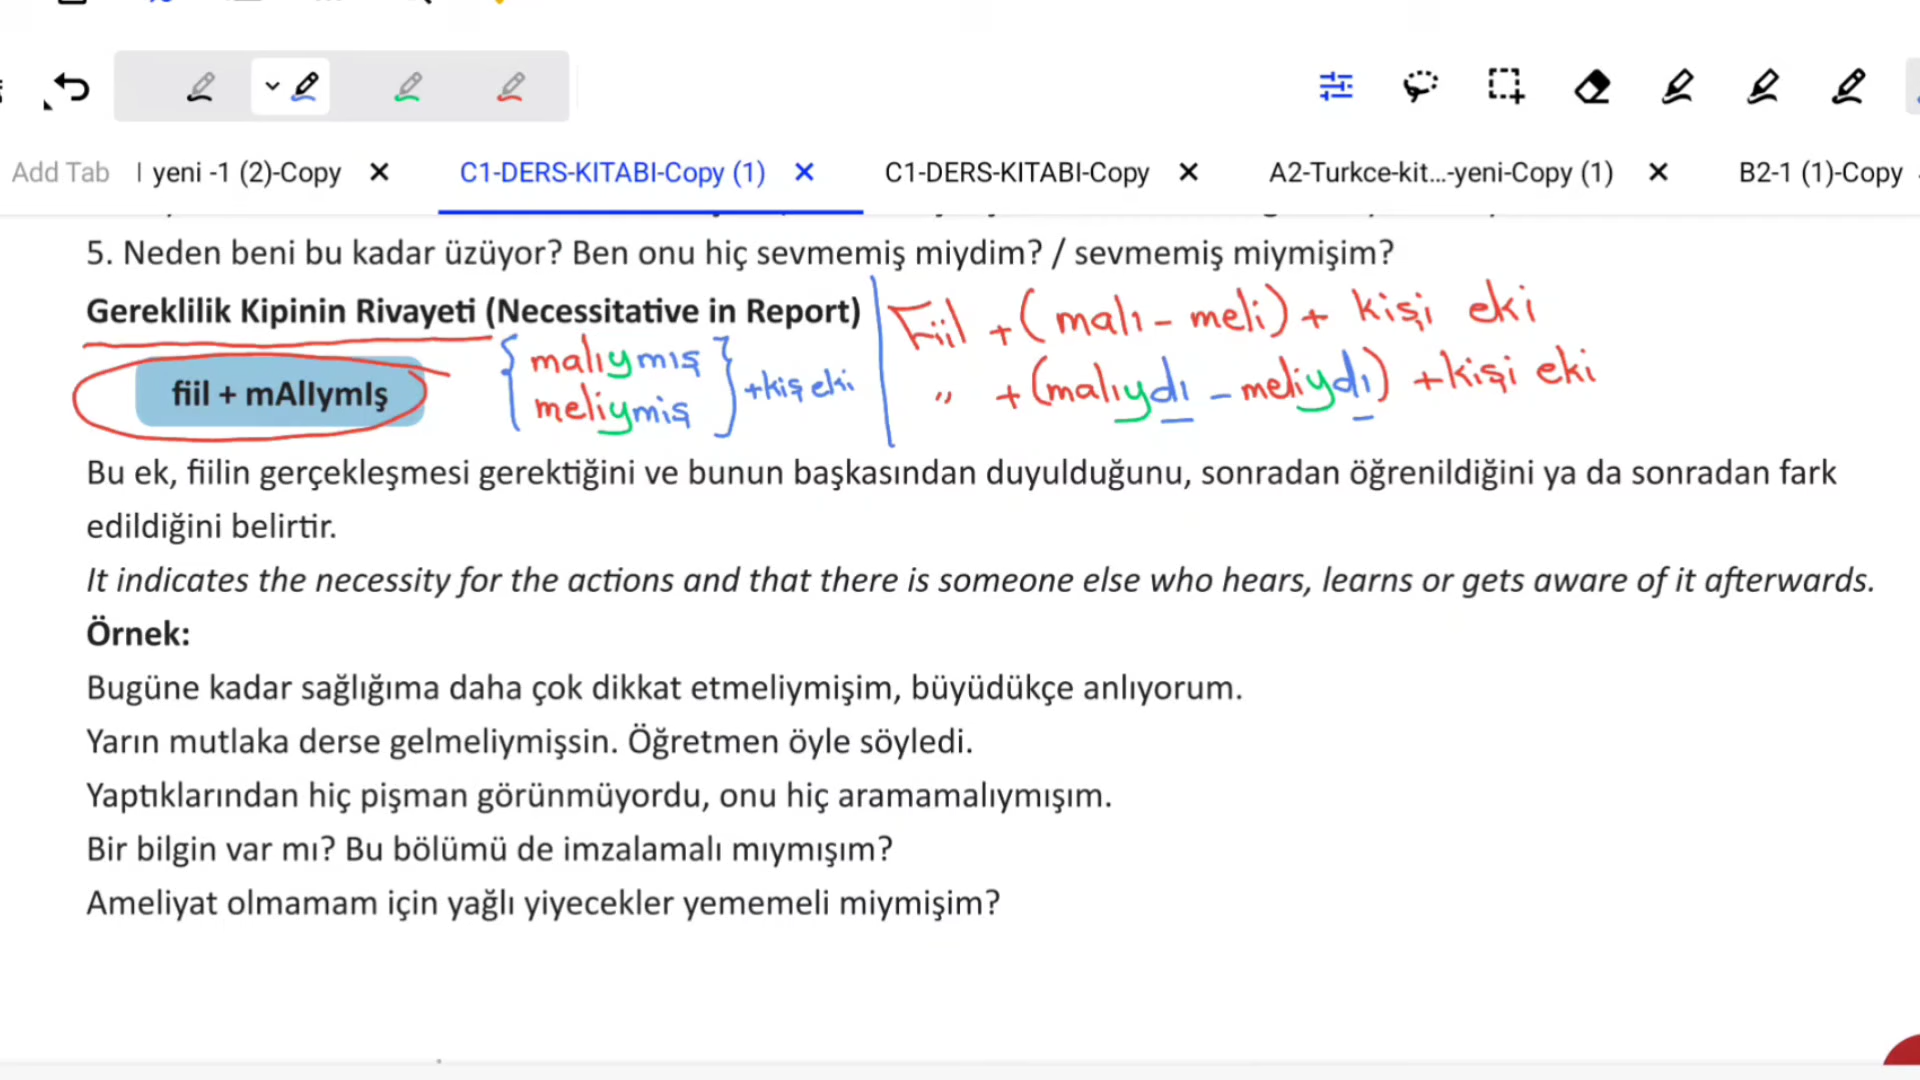 Add Tab
yeni -1 (2)-Copy
C1-DERS-KITABI-Copy (1)
C1-DERS-KITABI-Copy
A2-Turkce-kit...-yeni-Copy (1)
B2-1 (1)-Copy
5. Neden beni bu kadar üzüyor? Ben onu hiç sevmemiş miydim? / sevmemiş miymişim?
Gereklilik Kipinin Rivayeti (Necessitative in Report)
Fiil + (malı - meli) + kişi eki
fiil + mAlIymIş
{ malıymış
meliymiş } + kiş eki
" + (malıydı - meliydı) + kişi eki
Bu ek, fiilin gerçekleşmesi gerektiğini ve bunun başkasından duyulduğunu, sonradan öğrenildiğini ya da sonradan fark
edildiğini belirtir.
It indicates the necessity for the actions and that there is someone else who hears, learns or gets aware of it afterwards.
Örnek:
Bugüne kadar sağlığıma daha çok dikkat etmeliymişim, büyüdükçe anlıyorum.
Yarın mutlaka derse gelmeliymişsin. Öğretmen öyle söyledi.
Yaptıklarından hiç pişman görünmüyordu, onu hiç aramamalıymışım.
Bir bilgin var mı? Bu bölümü de imzalamalı mıymışım?
Ameliyat olmamam için yağlı yiyecekler yememeli miymişim?